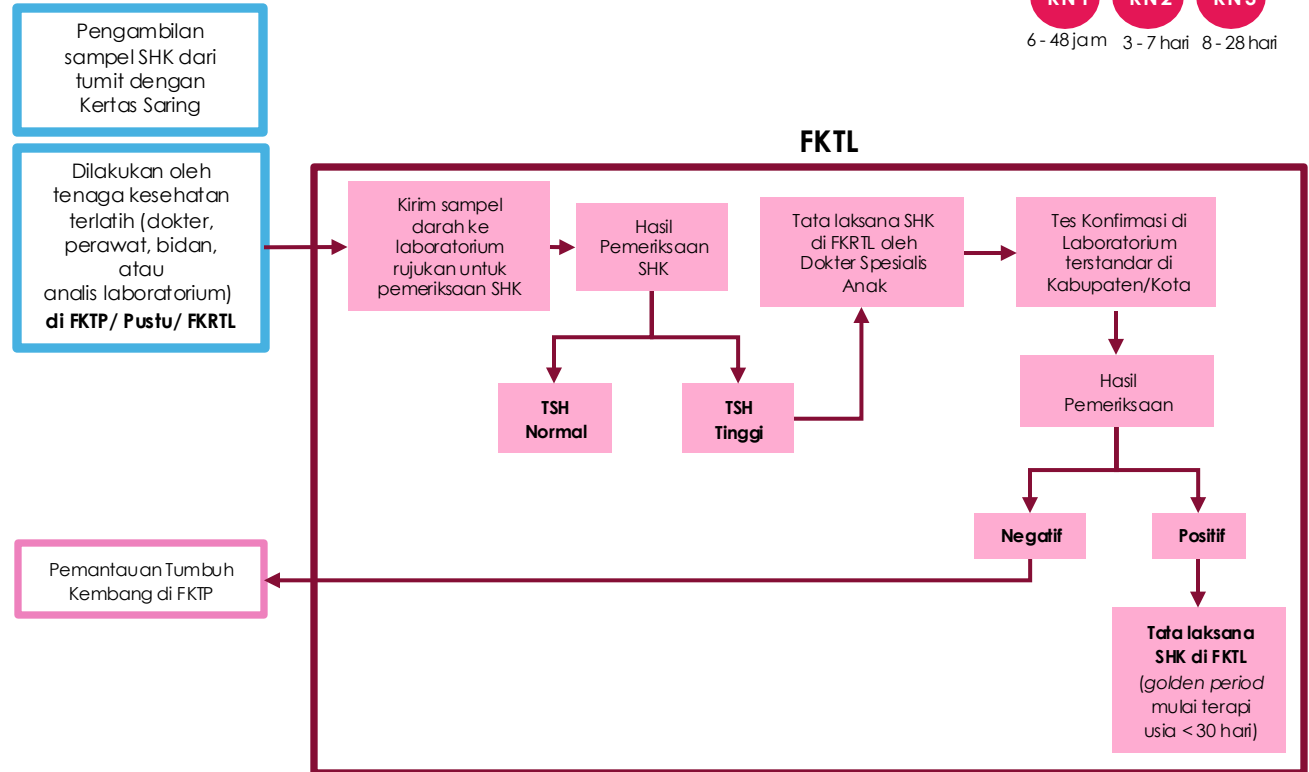 Pengambilan
sampel SHK dari
tumit dengan
Kertas Saring
KN1 KN2 KN3
6 - 48 jam 3 - 7 hari 8 - 28 hari
Dilakukan oleh
tenaga kesehatan
terlatih (dokter,
perawat, bidan,
atau
analis laboratorium)
di FKTP/ Pustu/ FKRTL
FKTL
Kirim sampel
darah ke
laboratorium
rujukan untuk
pemeriksaan SHK
Hasil
Pemeriksaan
SHK
TSH
Normal
TSH
Tinggi
Tata laksana SHK
di FKRTL oleh
Dokter Spesialis
Anak
Tes Konfirmasi di
Laboratorium
terstandar di
Kabupaten/Kota
Hasil
Pemeriksaan
Negatif
Positif
Pemantauan Tumbuh
Kembang di FKTP
Tata laksana
SHK di FKTL
(golden period
mulai terapi
usia < 30 hari)